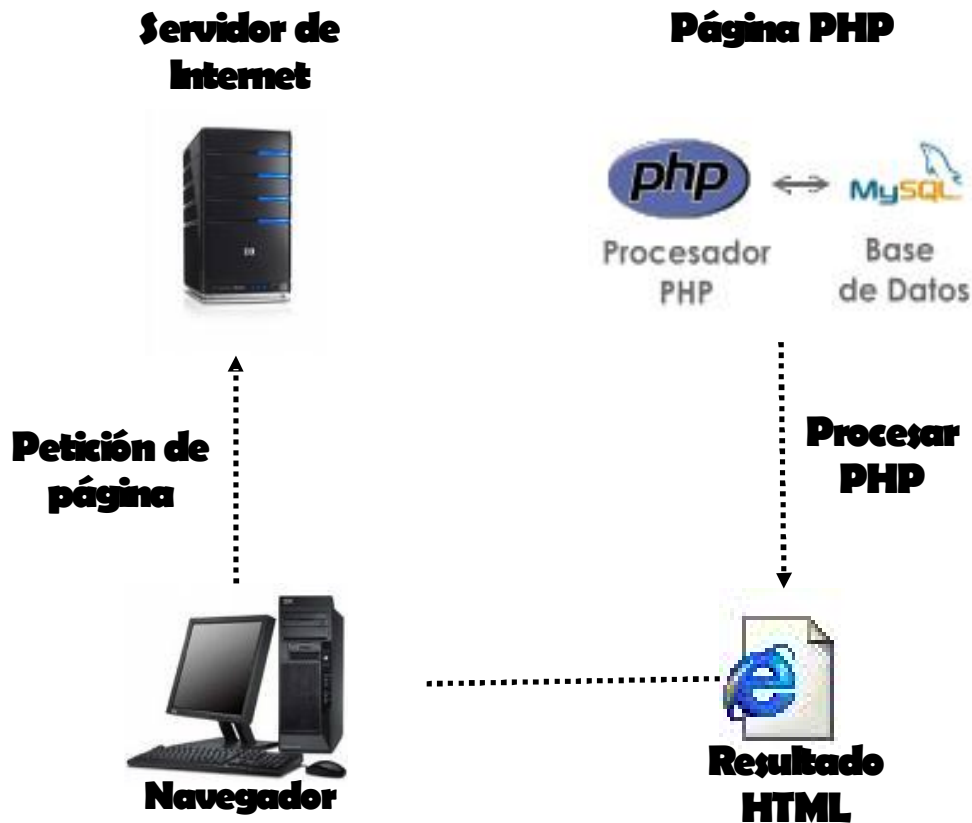 Servidor de
Internet
Página PHP
php
MySQL
Procesador
PHP
Base
de Datos
Petición de
página
Procesar
PHP
Navegador
Resultado
HTML